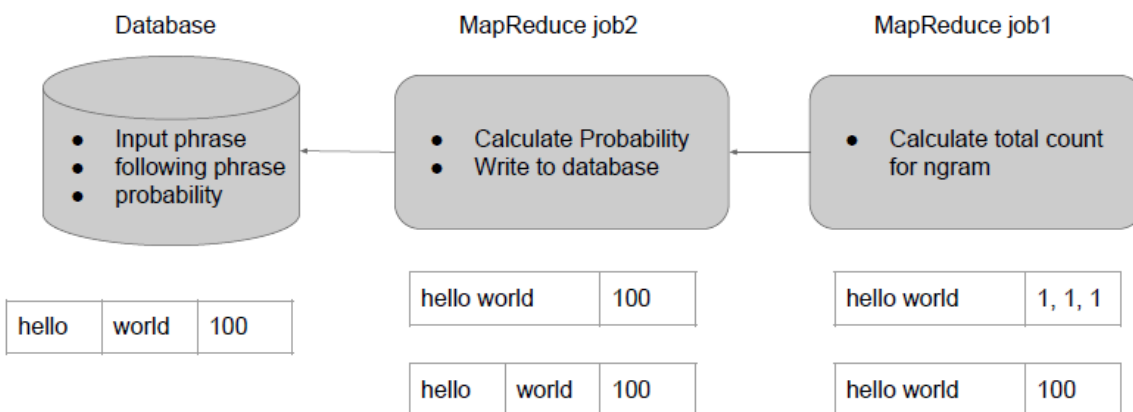 Database
MapReduce job2
MapReduce job1
● Input phrase
● following phrase
● probability
● Calculate Probability
● Write to database
● Calculate total count
for ngram
hello world 100
hello world 1, 1, 1
hello world 100
hello world 100
hello world 100